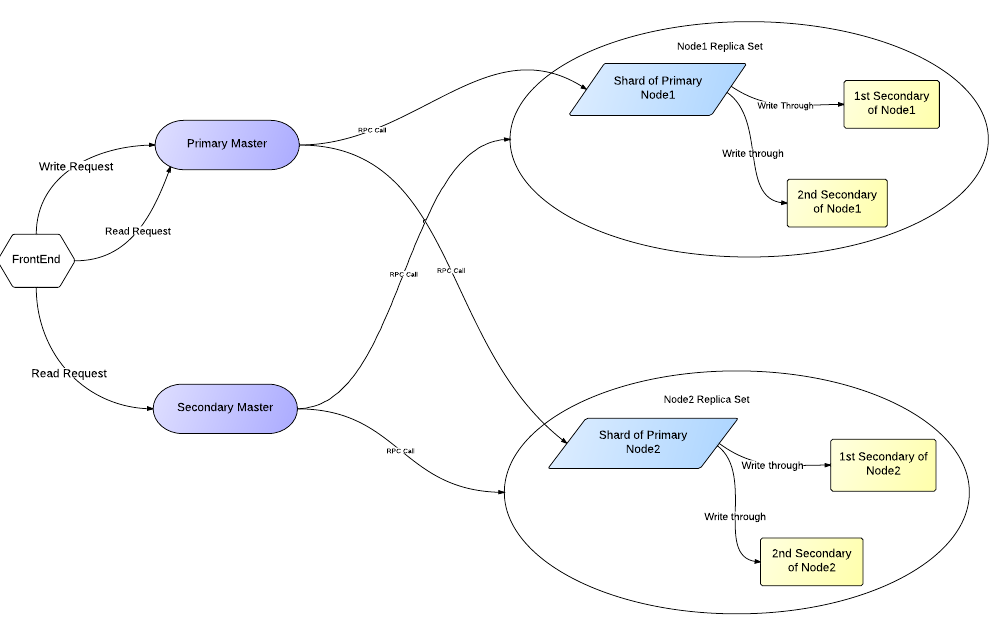 Node1 Replica Set
Shard of Primary
Node1
1st Secondary
of Node1
Write Through
RPC Call
Primary Master
Write Request
Write through
2nd Secondary
of Node1
Read Request
FrontEnd
RPC Call
RPC Call
Read Request
Secondary Master
Node2 Replica Set
Shard of Primary
Node2
1st Secondary of
Node2
Write through
RPC Call
Write through
2nd Secondary
of Node2